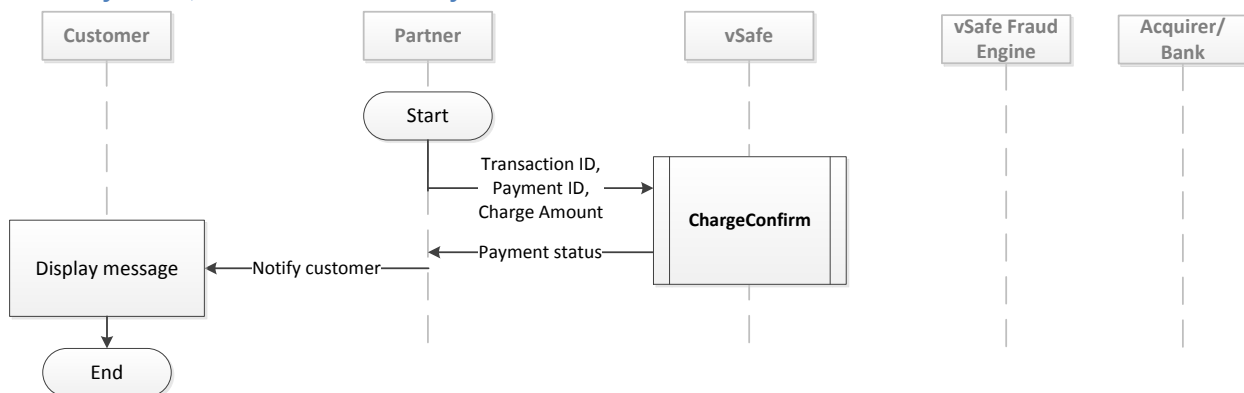 Customer
Partner
vSafe
vSafe Fraud
Engine
Acquirer/
Bank
Start
Transaction ID,
Payment ID,
Charge Amount
ChargeConfirm
Payment status
Notify customer
Display message
End